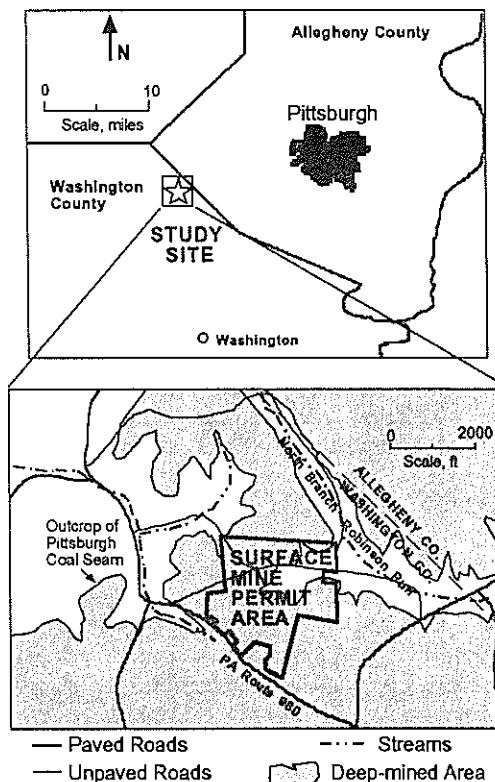 Allegheny County
N
0 10
Scale, miles
Pittsburgh
Washington
County
STUDY
SITE
Washington
0 2000
Scale, ft
ALLEGHENY CO.
WASHINGTON CO.
North Branch Robinson Run
Outcrop of
Pittsburgh
Coal Seam
SURFACE
MINE
PERMIT
AREA
PA Route 980
Paved Roads
Streams
Unpaved Roads
Deep-mined Area